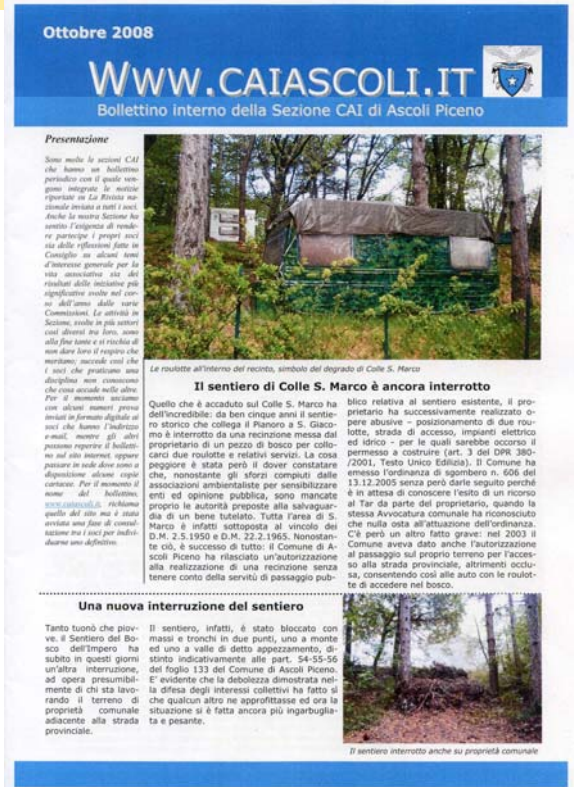 Ottobre 2008
WWW.CAIASCOLI.IT
Bollettino interno della Sezione CAI di Ascoli Piceno
Presentazione
Sono molte le sezioni CAI
che hanno un bollettino
periodico con il quale ven-
gono integrate le notizie
riportate su La Rivista na-
zionale inviata a tutti i soci.
Anche la nostra Sezione ha
sentito l'esigenza di rende-
re partecipe i propri soci
sia delle riflessioni fatte in
Consiglio su alcuni temi
d'interesse generale per la
vita associativa sia dei
risultati delle iniziative più
significative svolte nel cor-
so dell'anno dalle varie
Commissioni. Le attività in
Sezione, svolte in più settori
così diversi tra loro, sono
alla fine tante e si rischia di
non dare loro il respiro che
meritano; succede così che
i soci che praticano una
disciplina non conoscono
che cosa accade nelle altre.
Per il momento usciamo
con alcuni numeri prova
inviati in formato digitale ai
soci che hanno l'indirizzo
e-mail, mentre gli altri
possono reperire il bolletti-
no sul sito internet, oppure
passare in sede dove sono a
disposizione alcune copie
cartacee. Per il momento il
nome del bollettino,
www.caiascoli.it, richiama
quello del sito ma è stata
avviata una fase di consul-
tazione tra i soci per indivi-
duarne uno definitivo.
Le roulotte all'interno del recinto, simbolo del degrado di Colle S. Marco
Il sentiero di Colle S. Marco è ancora interrotto
Quello che è accaduto sul Colle S. Marco ha
dell'incredibile: da ben cinque anni il sentie-
ro storico che collega il Pianoro a S. Giaco-
mo è interrotto da una recinzione messa dal
proprietario di un pezzo di bosco per collo-
carci due roulotte e relativi servizi. La cosa
peggiore è stata però il dover constatare
che, nonostante gli sforzi compiuti dalle
associazioni ambientaliste per sensibilizzare
enti ed opinione pubblica, sono mancate
proprio le autorità preposte alla salvaguar-
dia di un bene tutelato. Tutta l'area di S.
Marco è infatti sottoposta al vincolo dei
D.M. 2.5.1950 e D.M. 22.2.1965. Nonostan-
te ciò, è successo di tutto: il Comune di A-
scoli Piceno ha rilasciato un'autorizzazione
alla realizzazione di una recinzione senza
tenere conto della servitù di passaggio pub-
blico relativa al sentiero esistente, il pro-
prietario ha successivamente realizzato o-
pere abusive – posizionamento di due rou-
lotte, strada di accesso, impianti elettrico
ed idrico - per le quali sarebbe occorso il
permesso a costruire (art. 3 del DPR 380-
/2001, Testo Unico Edilizia). Il Comune ha
emesso l'ordinanza di sgombero n. 606 del
13.12.2005 senza però darle seguito perché
è in attesa di conoscere l'esito di un ricorso
al Tar da parte del proprietario, quando la
stessa Avvocatura comunale ha riconosciuto
che nulla osta all'attuazione dell'ordinanza.
C'è però un altro fatto grave: nel 2003 il
Comune aveva dato anche l'autorizzazione
al passaggio sul proprio terreno per l'acces-
so alla strada provinciale, altrimenti occlu-
sa, consentendo così alle auto con le roulot-
te di accedere nel bosco.
Una nuova interruzione del sentiero
Tanto tuonò che piov-
ve. il Sentiero del Bo-
sco dell'Impero ha
subito in questi giorni
un'altra interruzione,
ad opera presumibil-
mente di chi sta lavo-
rando il terreno di
proprietà comunale
adiacente alla strada
provinciale.
Il sentiero, infatti, è stato bloccato con
massi e tronchi in due punti, uno a monte
ed uno a valle di detto appezzamento, di-
stinto indicativamente alle part. 54-55-56
del foglio 133 del Comune di Ascoli Piceno.
E' evidente che la debolezza dimostrata nel-
la difesa degli interessi collettivi ha fatto sì
che qualcun altro ne approfittasse ed ora la
situazione si è fatta ancora più ingarbuglia-
ta e pesante.
Il sentiero interrotto anche su proprietà comunale